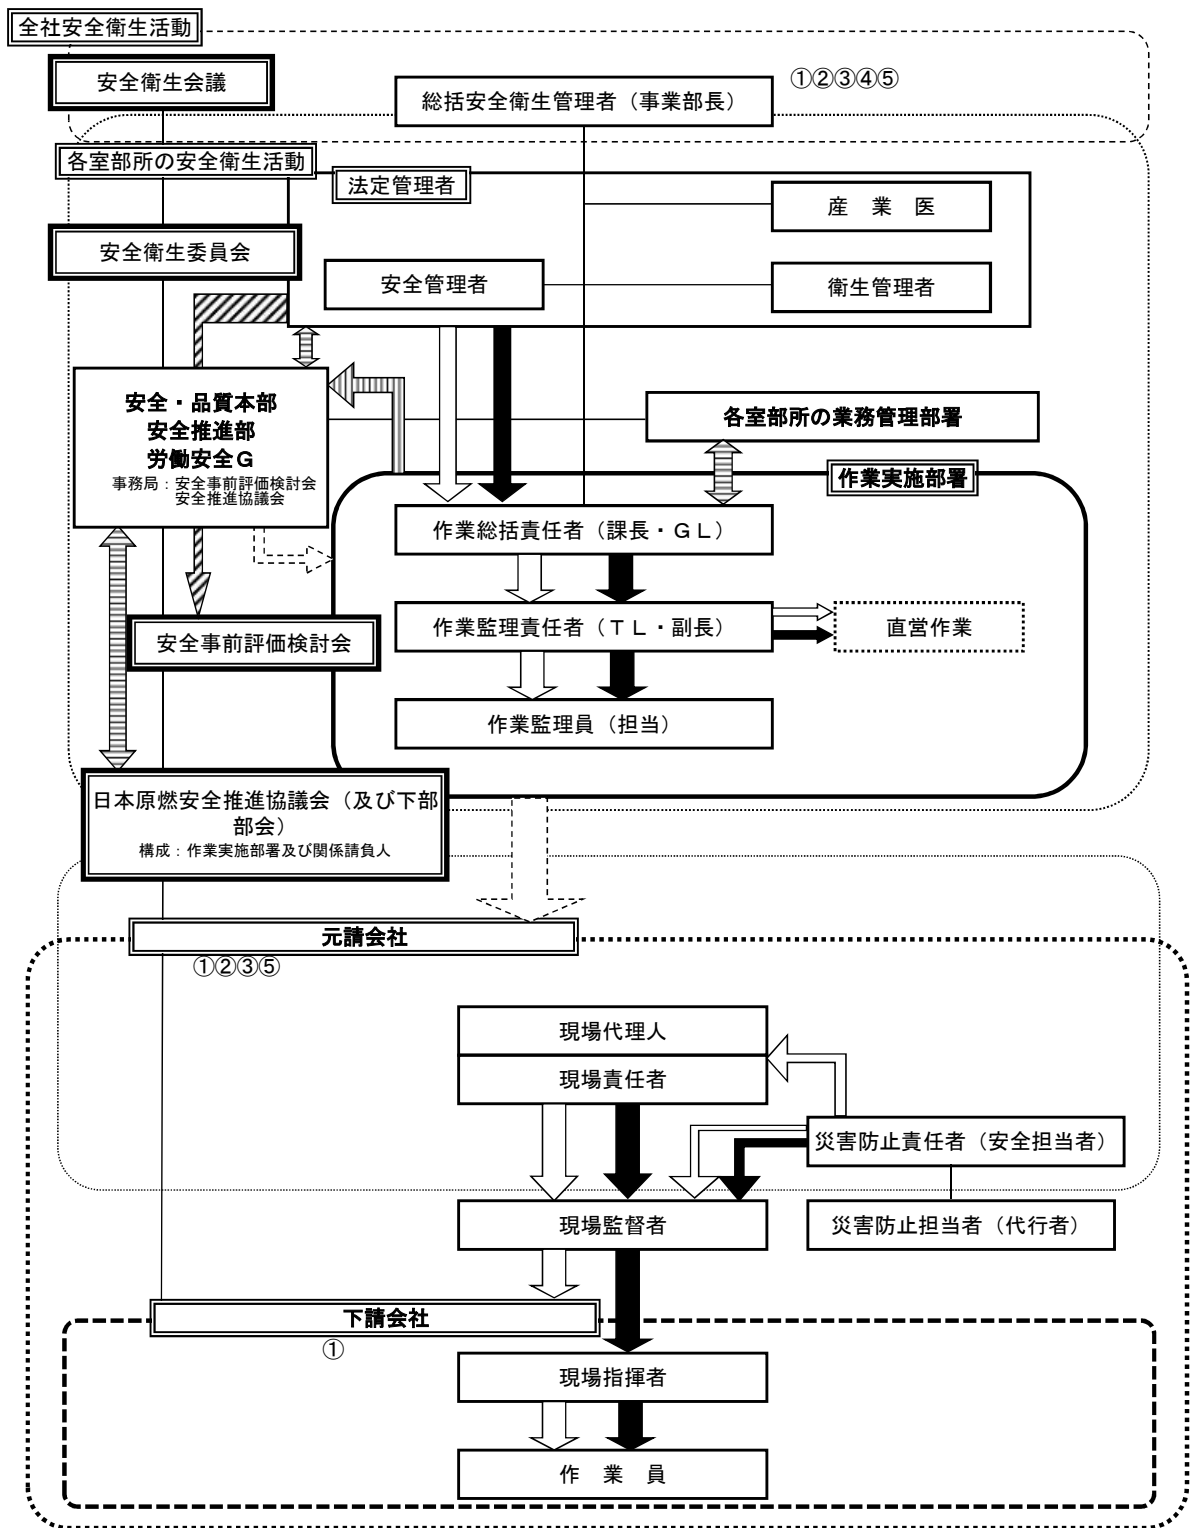 全社安全衛生活動
安全衛生会議
①②③④⑤
総括安全衛生管理者（事業部長）
各室部所の安全衛生活動
法定管理者
産　業　医
安全衛生委員会
安全管理者
衛生管理者
安全・品質本部
安全推進部
労働安全Ｇ
事務局：安全事前評価検討会
安全推進協議会
各室部所の業務管理部署
作業実施部署
作業総括責任者（課長・ＧＬ）
作業監理責任者（ＴＬ・副長）
直営作業
安全事前評価検討会
作業監理員（担当）
日本原燃安全推進協議会（及び下部
部会）
構成：作業実施部署及び関係請負人
元請会社
①②③⑤
現場代理人
現場責任者
災害防止責任者（安全担当者）
現場監督者
災害防止担当者（代行者）
下請会社
①
現場指揮者
作　業　員